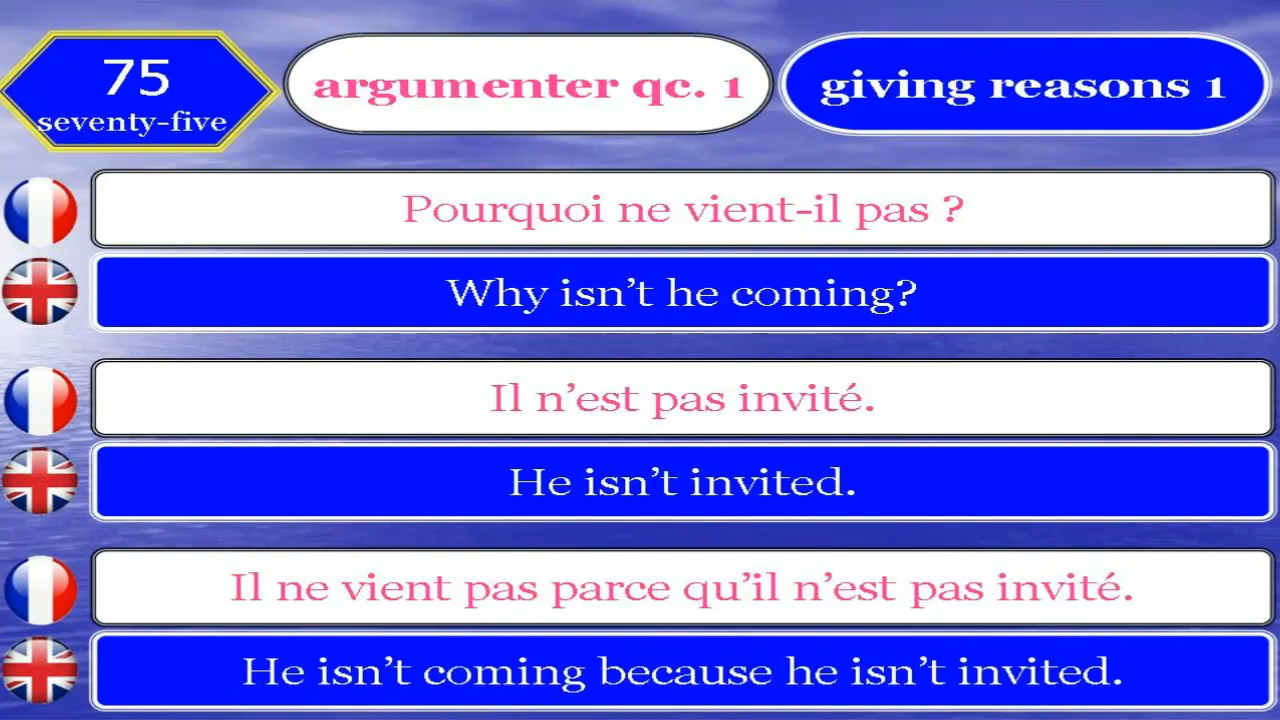 75
seventy-five
argumenter qc. 1
giving reasons 1
Pourquoi ne vient-il pas ?
Why isn’t he coming?
Il n’est pas invité.
He isn’t invited.
Il ne vient pas parce qu’il n’est pas invité.
He isn’t coming because he isn’t invited.